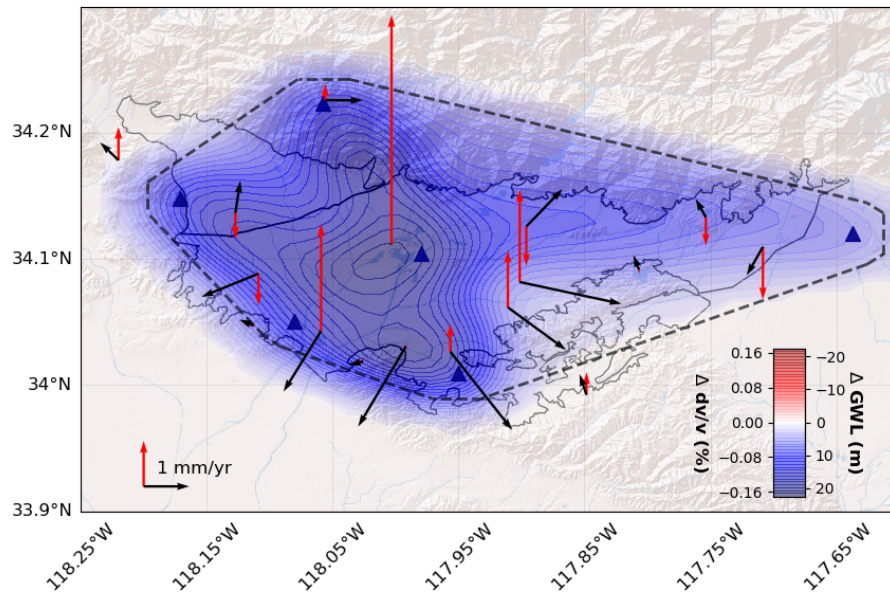 34.2°N
34.1°N
34°N
33.9°N
118.25°W
118.15°W
118.05°W
117.95°W
117.85°W
117.75°W
117.65°W
1 mm/yr
Δ dv/v (%)
0.16
0.08
0.00
−0.08
−0.16
−20
−10
0
10
20
Δ GWL (m)